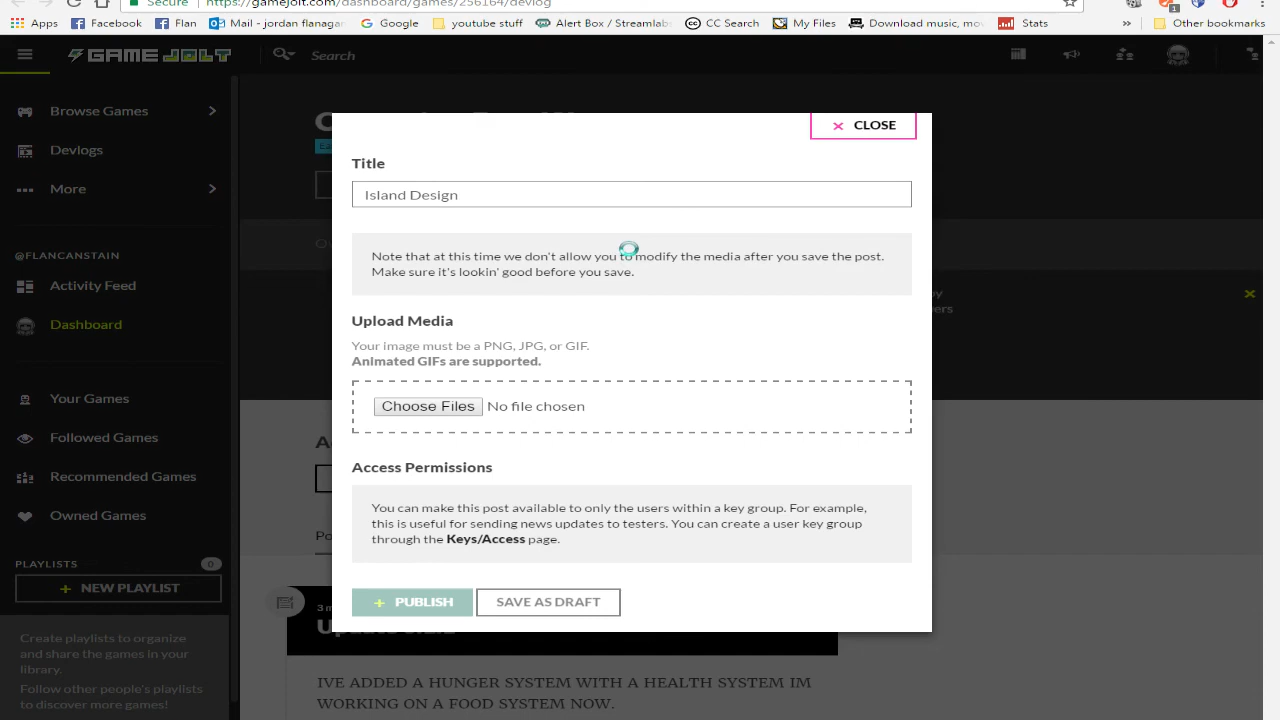 Secure https://gamejolt.com/dashboard/games/256164/devlog
Apps Facebook Flan Mail - jordan flanagan Google youtube stuff Alert Box / Streamlabs Search My Files Download music, mov Stats Other bookmarks
GAME JOLT Search
Browse Games
Devlogs
More
@FLANCANSTAIN
Activity Feed
Dashboard
Your Games
Followed Games
Recommended Games
Owned Games
PLAYLISTS 0
+ NEW PLAYLIST
Create playlists to organize
and share the games in your
library.
Follow other people's playlists
to discover more games!
× CLOSE
Title
Island Design
Note that at this time we don't allow you to modify the media after you save the post.
Make sure it's lookin' good before you save.
Upload Media
Your image must be a PNG, JPG, or GIF.
Animated GIFs are supported.
Choose Files No file chosen
Access Permissions
You can make this post available to only the users within a key group. For example,
this is useful for sending news updates to testers. You can create a user key group
through the Keys/Access page.
+ PUBLISH SAVE AS DRAFT
IVE ADDED A HUNGER SYSTEM WITH A HEALTH SYSTEM IM
WORKING ON A FOOD SYSTEM NOW.